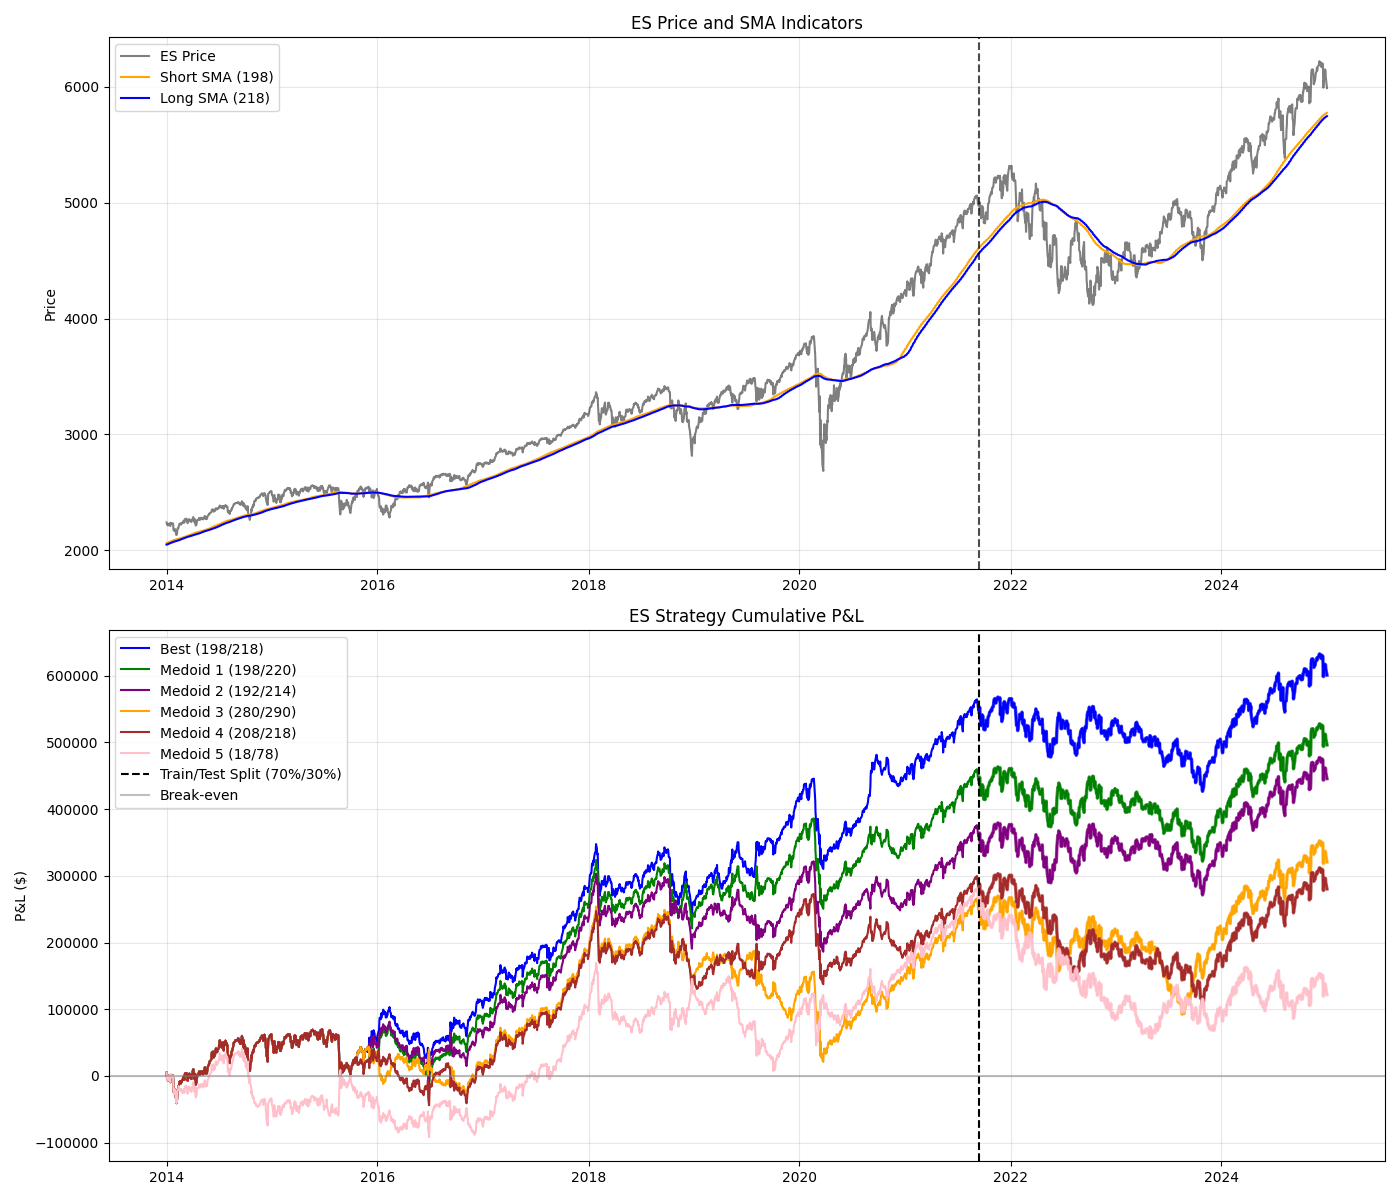 ES Price and SMA Indicators
ES Price
Short SMA (198)
Long SMA (218)
Price
6000
5000
4000
3000
2000
2014
2016
2018
2020
2022
2024
ES Strategy Cumulative P&L
Best (198/218)
Medoid 1 (198/220)
Medoid 2 (192/214)
Medoid 3 (280/290)
Medoid 4 (208/218)
Medoid 5 (18/78)
Train/Test Split (70%/30%)
Break-even
P&L ($)
600000
500000
400000
300000
200000
100000
0
−100000
2014
2016
2018
2020
2022
2024